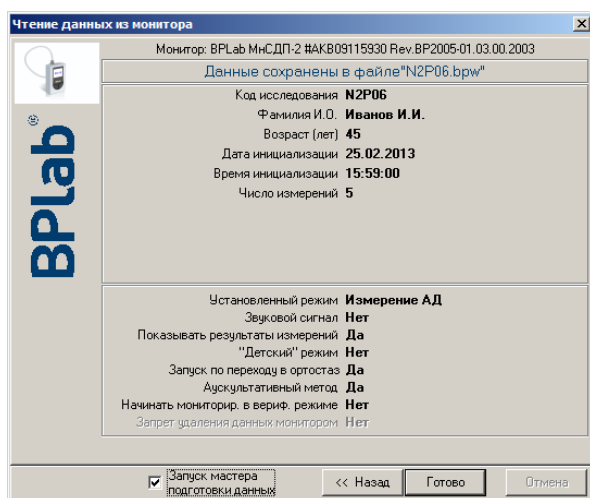 Чтение данных из монитора
Монитор: BPLab МнСДП-2 #AKB09115930 Rev.BP2005-01.03.00.2003
Данные сохранены в файле"N2P06.bpw"
BPLab®
Код исследования N2P06
Фамилия И.О. Иванов И.И.
Возраст (лет) 45
Дата инициализации 25.02.2013
Время инициализации 15:59:00
Число измерений 5
Установленный режим Измерение АД
Звуковой сигнал Нет
Показывать результаты измерений Да
"Детский" режим Нет
Запуск по переходу в ортостаз Да
Аускультативный метод Да
Начинать мониторир. в вериф. режиме Нет
Запрет удаления данных монитором Нет
Запуск мастера
подготовки данных
<< Назад
Готово
Отмена